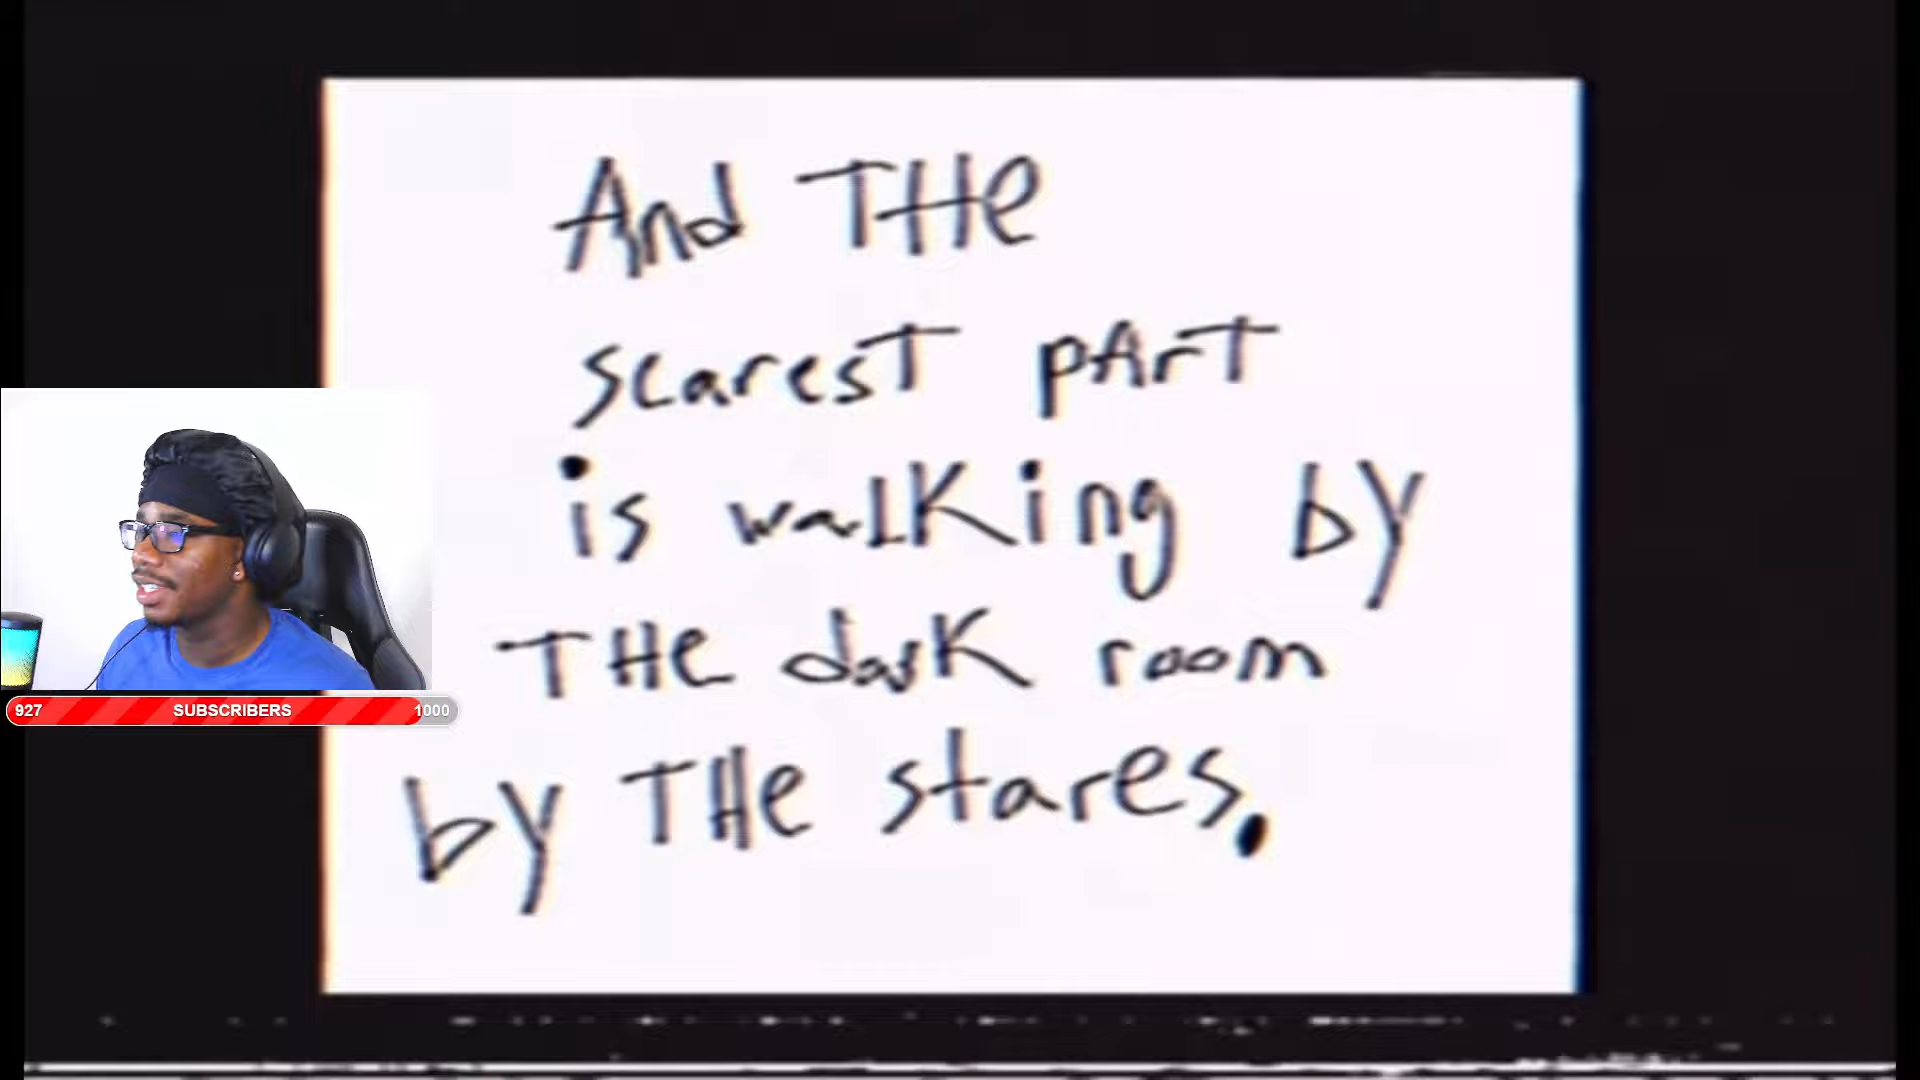 And THe
scarest pArT
is walKing by
THe darK room
by THe stares.
927 SUBSCRIBERS 1000